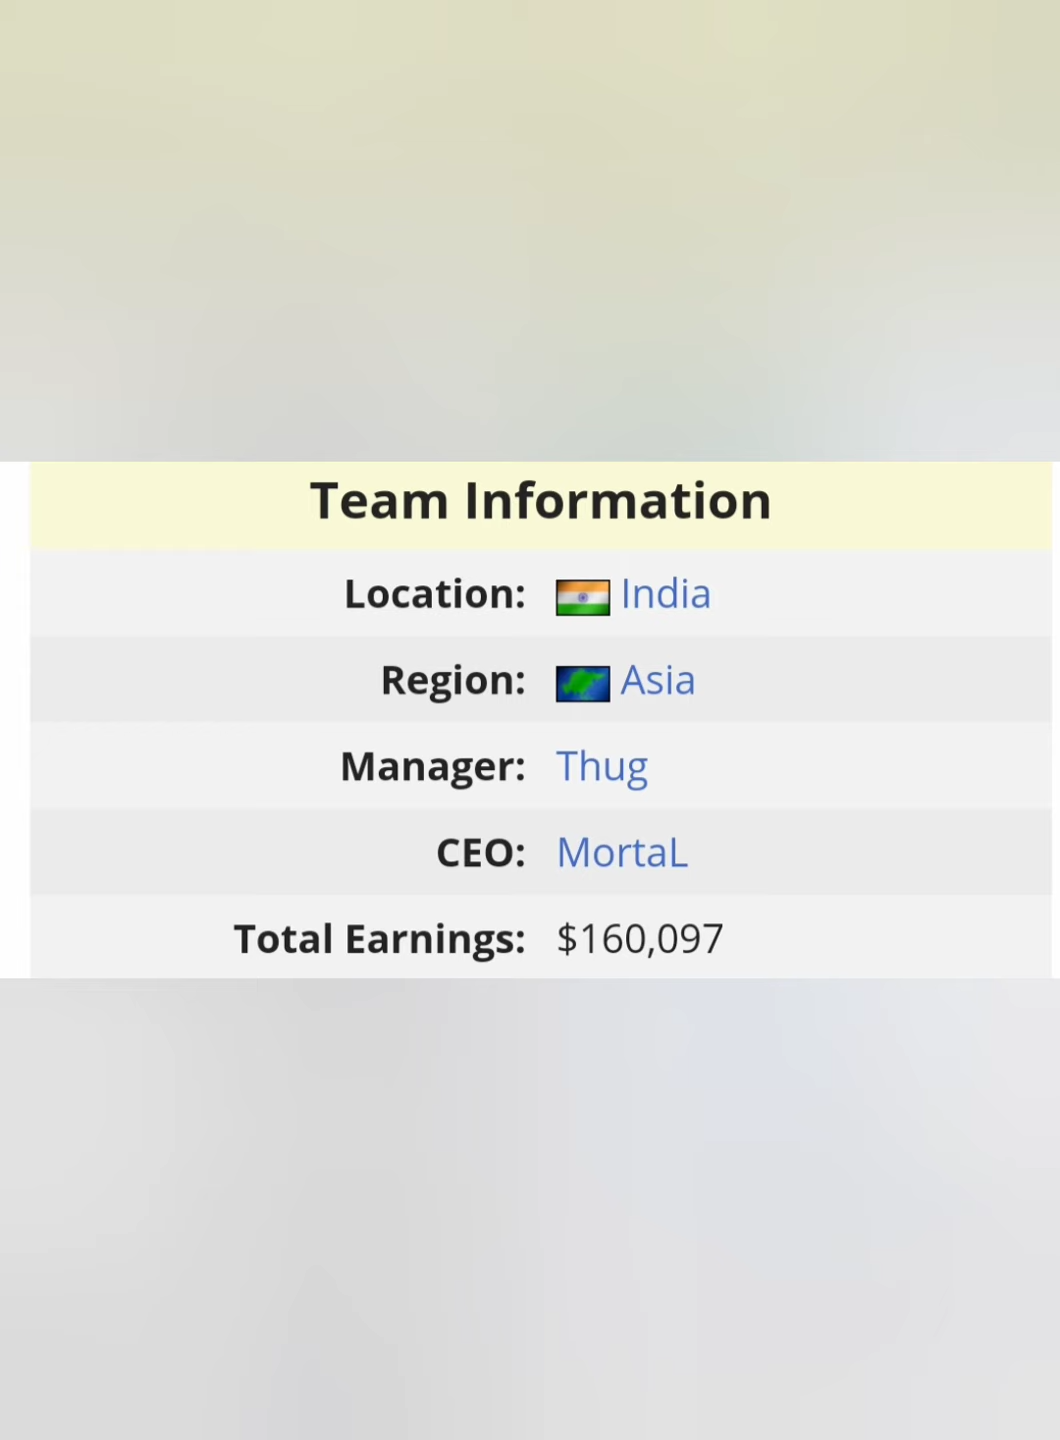 Team Information
Location: India
Region: Asia
Manager: Thug
CEO: MortaL
Total Earnings: $160,097